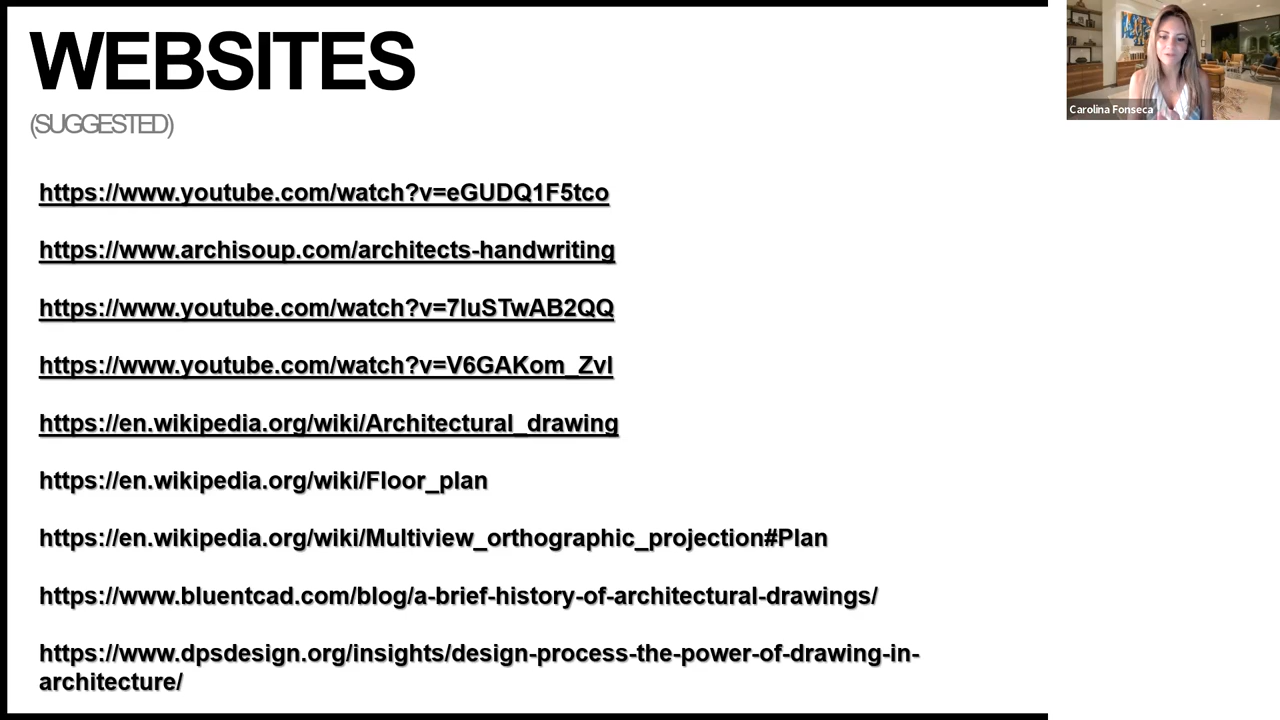 WEBSITES
(SUGGESTED)
https://www.youtube.com/watch?v=eGUDQ1F5tco
https://www.archisoup.com/architects-handwriting
https://www.youtube.com/watch?v=7IuSTwAB2QQ
https://www.youtube.com/watch?v=V6GAKom_ZvI
https://en.wikipedia.org/wiki/Architectural_drawing
https://en.wikipedia.org/wiki/Floor_plan
https://en.wikipedia.org/wiki/Multiview_orthographic_projection#Plan
https://www.bluentcad.com/blog/a-brief-history-of-architectural-drawings/
https://www.dpsdesign.org/insights/design-process-the-power-of-drawing-in-
architecture/
Carolina Fonseca